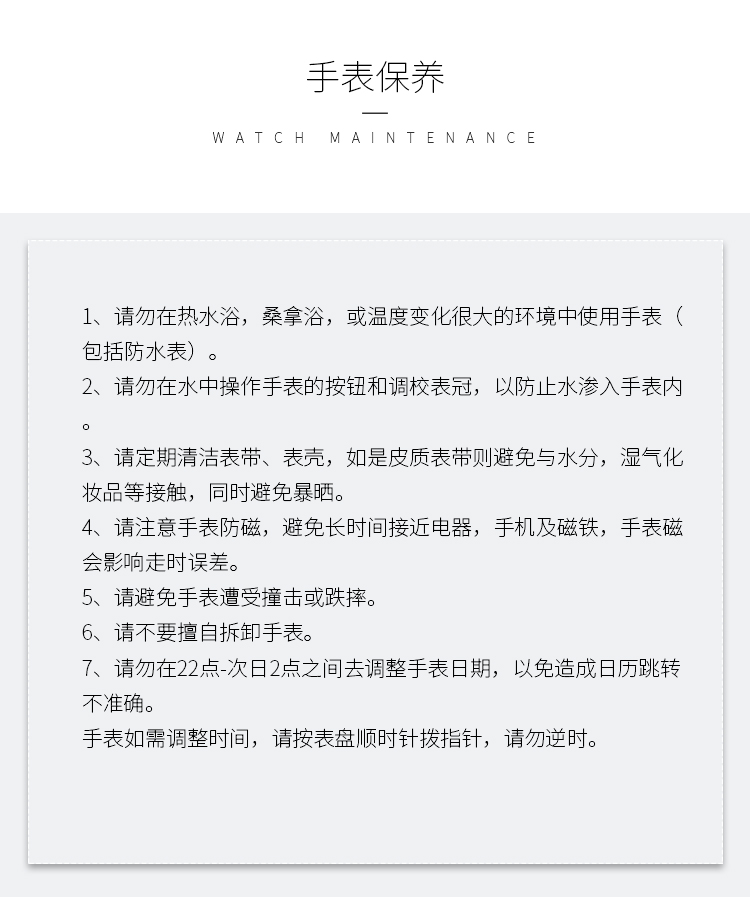 手表保养
WATCH MAINTENANCE
1、请勿在热水浴，桑拿浴，或温度变化很大的环境中使用手表（
包括防水表）。
2、请勿在水中操作手表的按钮和调校表冠，以防止水渗入手表内
。
3、请定期清洁表带、表壳，如是皮质表带则避免与水分，湿气化
妆品等接触，同时避免暴晒。
4、请注意手表防磁，避免长时间接近电器，手机及磁铁，手表磁
会影响走时误差。
5、请避免手表遭受撞击或跌摔。
6、请不要擅自拆卸手表。
7、请勿在22点-次日2点之间去调整手表日期，以免造成日历跳转
不准确。
手表如需调整时间，请按表盘顺时针拨指针，请勿逆时。